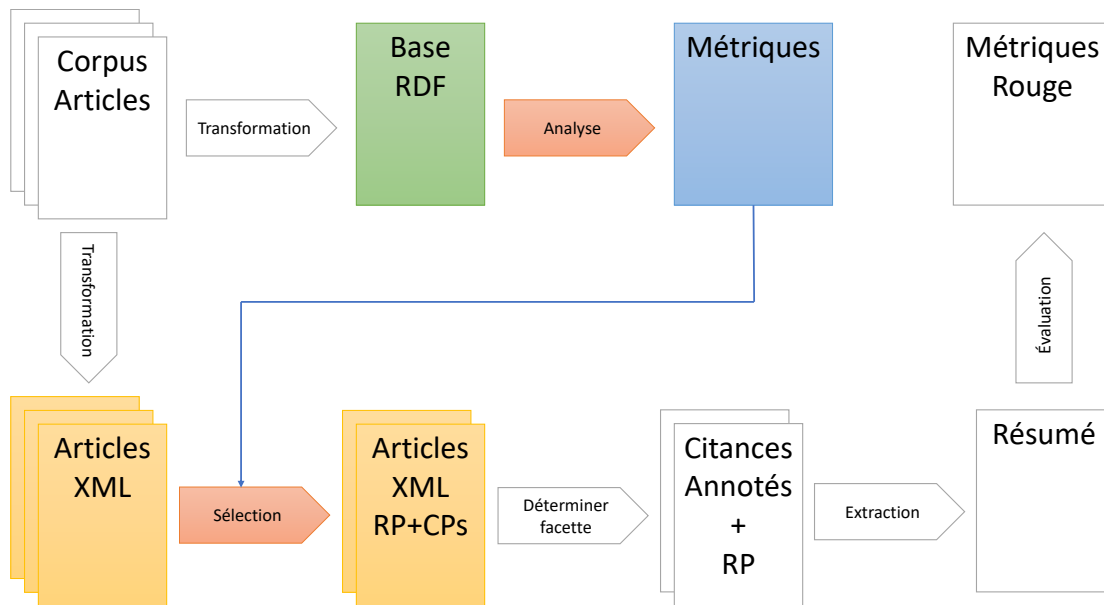 Corpus
Articles
Transformation
Base
RDF
Analyse
Métriques
Métriques
Rouge
Transformation
Évaluation
Articles
XML
Sélection
Articles
XML
RP+CPs
Déterminer
facette
Citances
Annotés
+
RP
Extraction
Résumé